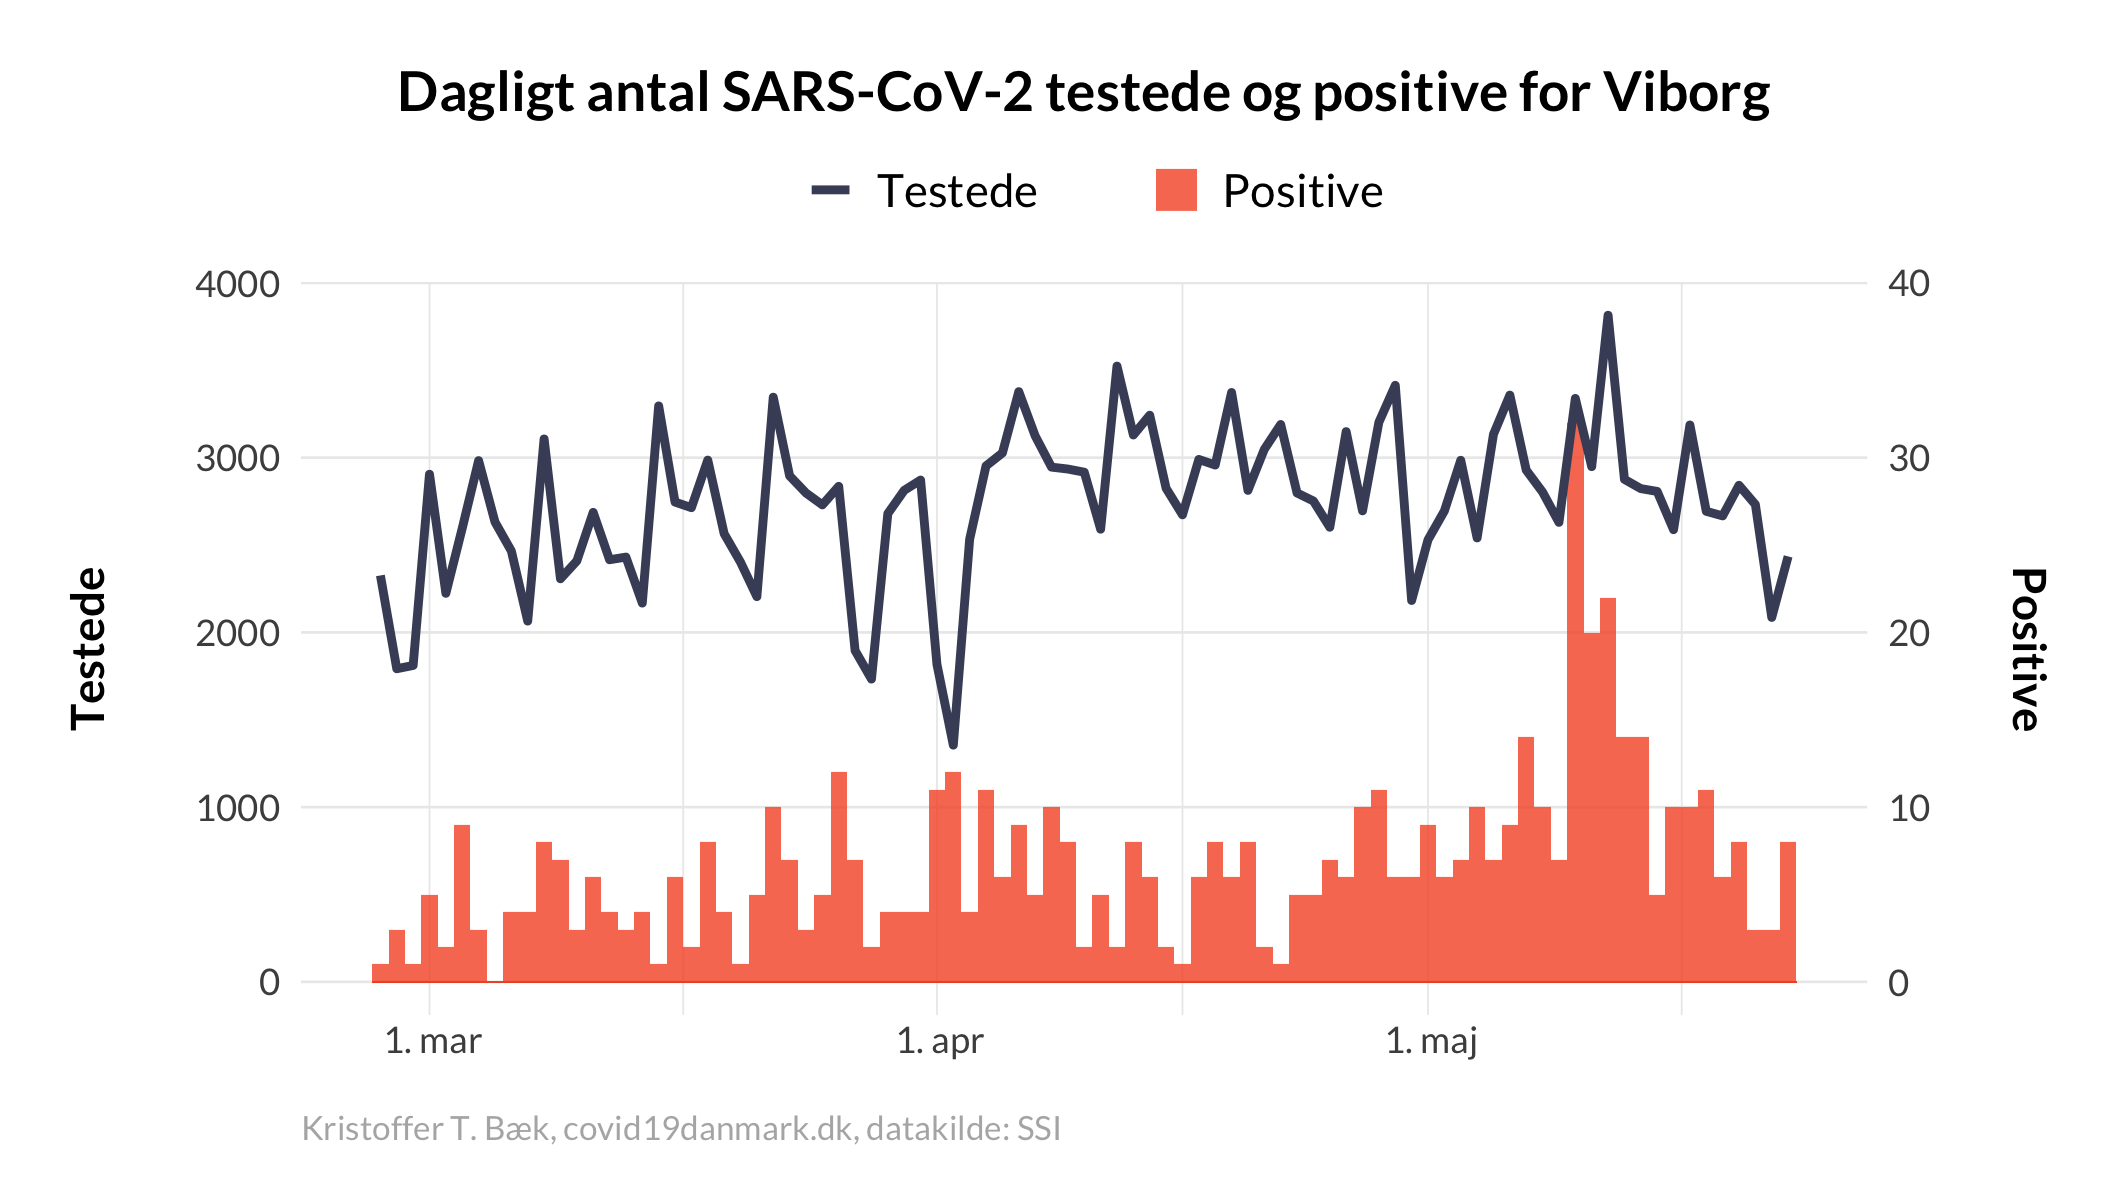 Dagligt antal SARS-CoV-2 testede og positive for Viborg
Testede
Positive
4000
3000
2000
1000
0
40
30
20
10
0
Testede
Positive
1. mar
1. apr
1. maj
Kristoffer T. Bæk, covid19danmark.dk, datakilde: SSI